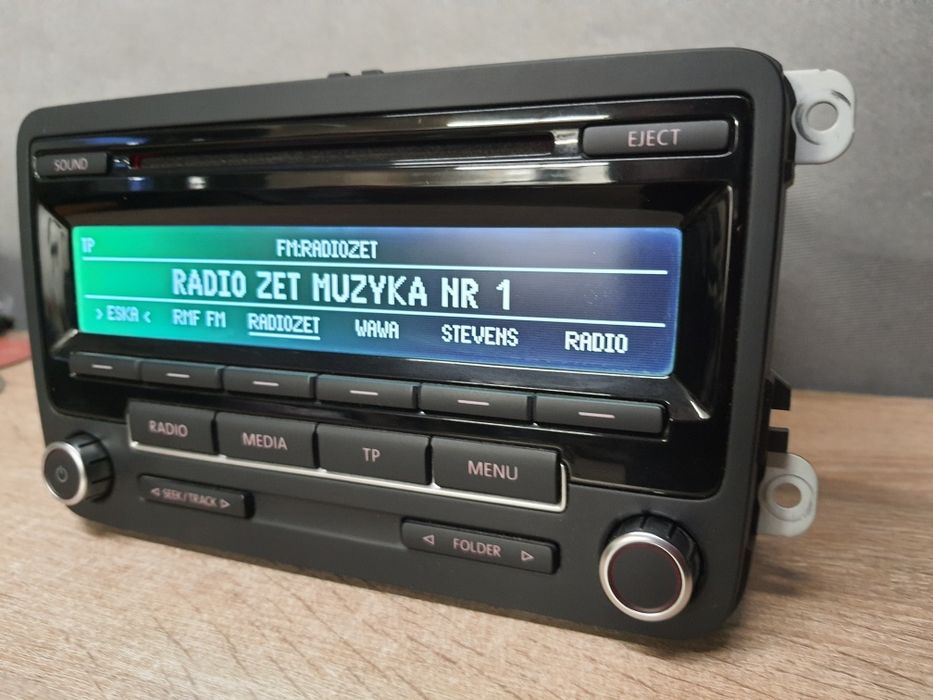 SOUND
EJECT
TP
FM:RADIOZET
RADIO ZET MUZYKA NR 1
> ESKA < RMF FM RADIOZET WAWA STEVENS RADIO
RADIO MEDIA TP MENU
SEEK/TRACK
FOLDER